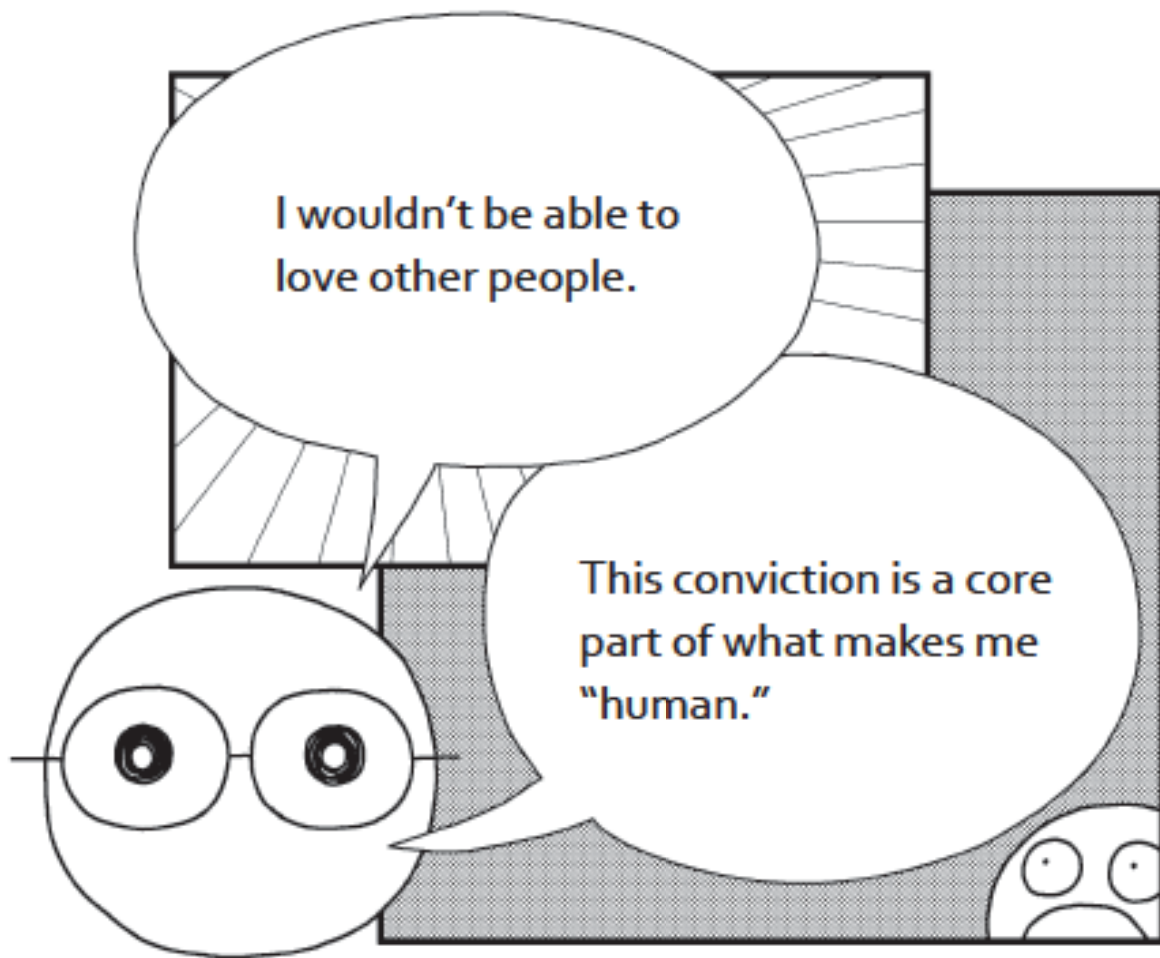 I wouldn’t be able to
love other people.
This conviction is a core
part of what makes me
“human.”